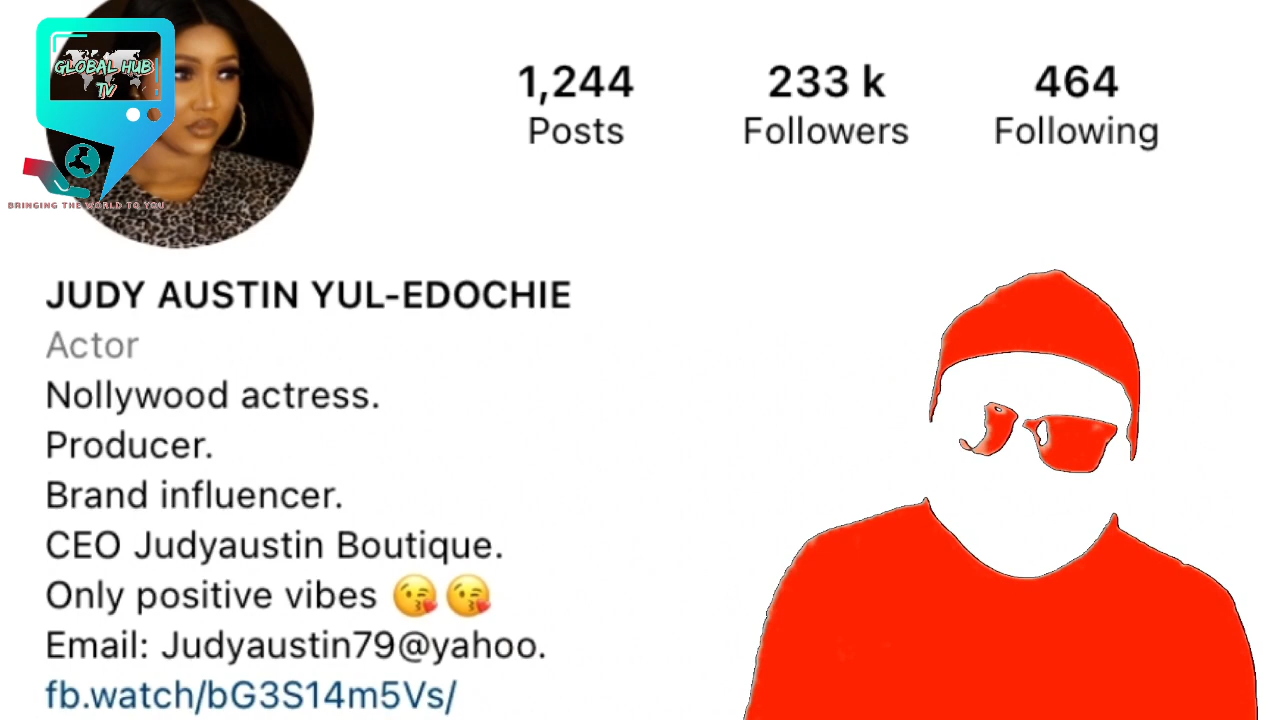 GLOBAL HUB
TV
BRINGING THE WORLD TO YOU
1,244
Posts
233 k
Followers
464
Following
JUDY AUSTIN YUL-EDOCHIE
Actor
Nollywood actress.
Producer.
Brand influencer.
CEO Judyaustin Boutique.
Only positive vibes 😘😘
Email: Judyaustin79@yahoo.
fb.watch/bG3S14m5Vs/